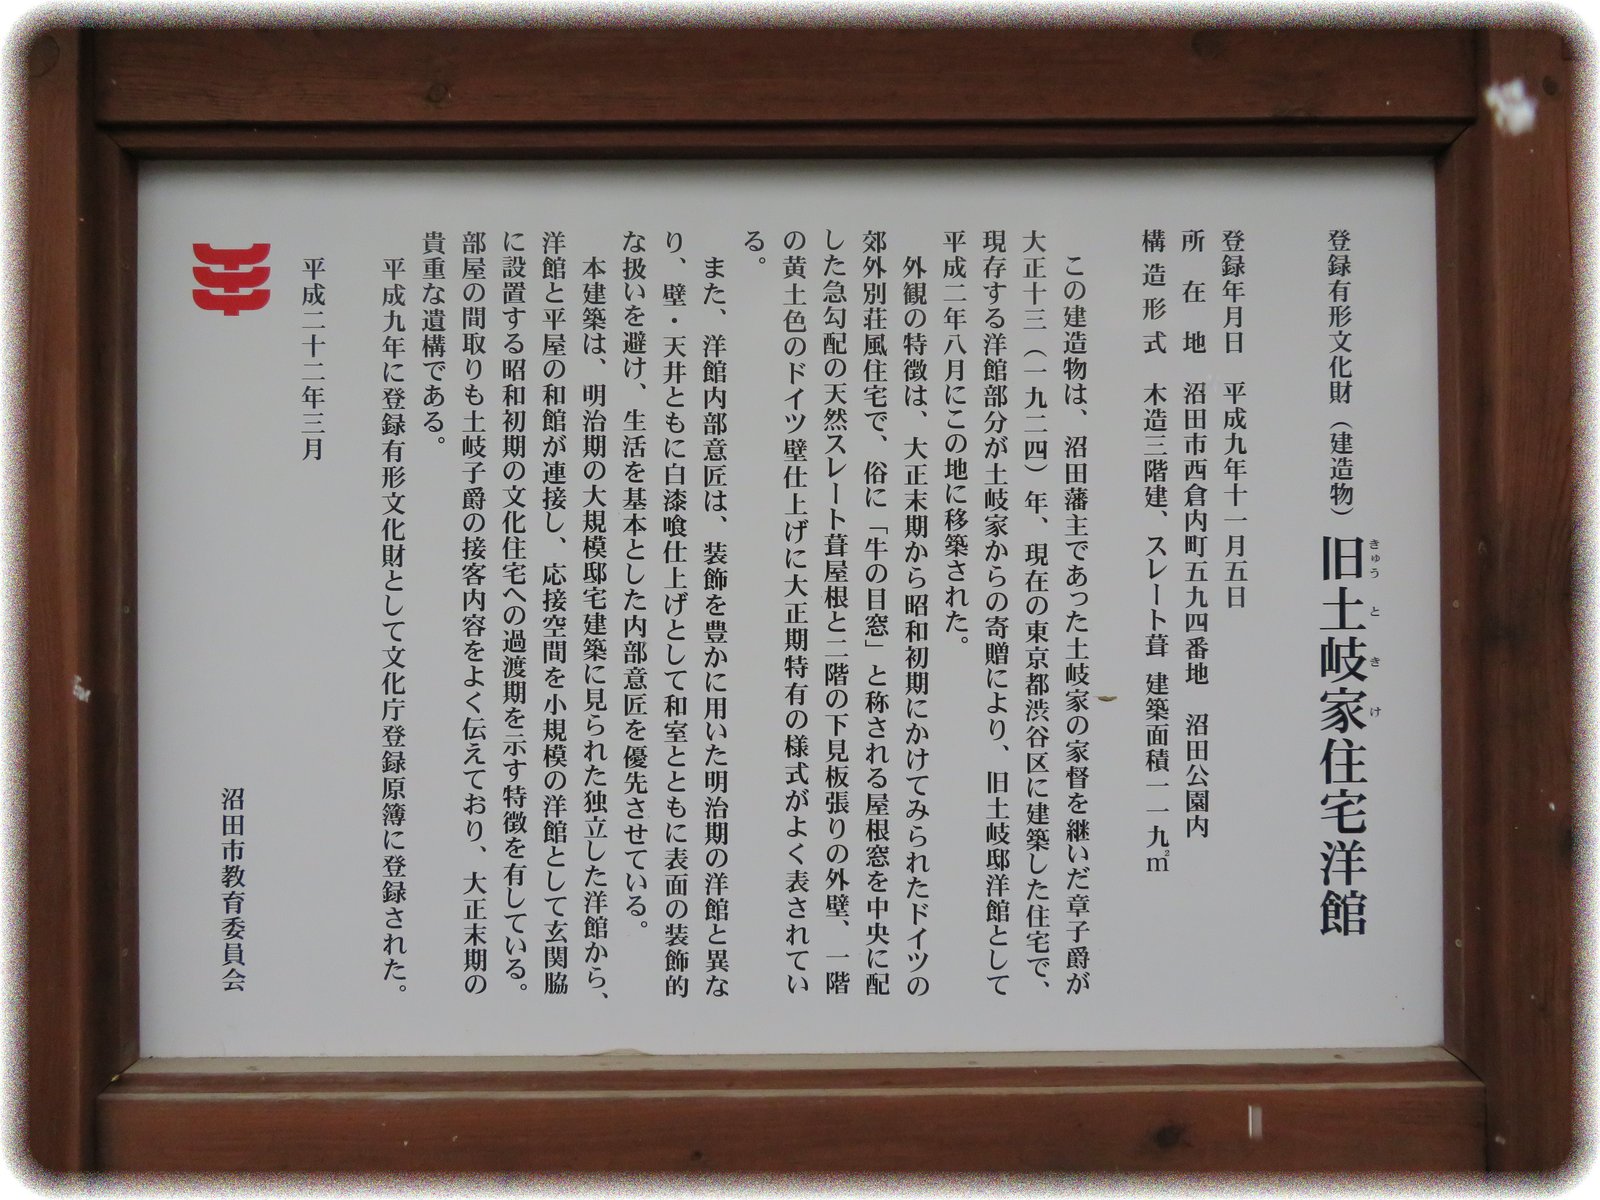 登録有形文化財（建造物）旧土岐家住宅洋館
きゅうときけ
登録年月日　平成九年十一月五日
所在地　沼田市西倉内町五九四番地　沼田公園内
構造形式　木造三階建、スレート葺 建築面積一一九㎡
この建造物は、沼田藩主であった土岐家の家督を継いだ章子爵が
大正十三（一九二四）年、現在の東京都渋谷区に建築した住宅で、
現存する洋館部分が土岐家からの寄贈により、旧土岐邸洋館として
平成二年八月にこの地に移築された。
外観の特徴は、大正末期から昭和初期にかけてみられたドイツの
郊外別荘風住宅で、俗に「牛の目窓」と称される屋根窓を中央に配
した急勾配の天然スレート葺屋根と二階の下見板張りの外壁、一階
の黄土色のドイツ壁仕上げに大正期特有の様式がよく表されてい
る。
また、洋館内部意匠は、装飾を豊かに用いた明治期の洋館と異な
り、壁・天井ともに白漆喰仕上げとして和室とともに表面の装飾的
な扱いを避け、生活を基本とした内部意匠を優先させている。
本建築は、明治期の大規模邸宅建築に見られた独立した洋館から、
洋館と平屋の和館が連接し、応接空間を小規模の洋館として玄関脇
に設置する昭和初期の文化住宅への過渡期を示す特徴を有している。
部屋の間取りも土岐子爵の接客内容をよく伝えており、大正末期の
貴重な遺構である。
平成九年に登録有形文化財として文化庁登録原簿に登録された。
平成二十二年三月
沼田市教育委員会